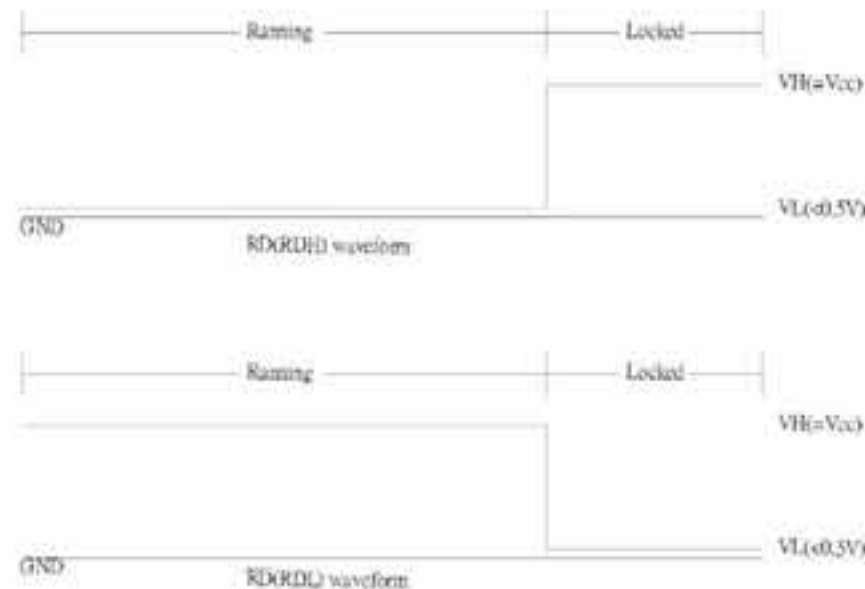 Running Locked
VH(=Vcc)
VL(<0.5V)
GND
RD(RDH) waveform
Running Locked
VH(=Vcc)
VL(<0.5V)
GND
RD(RDL) waveform